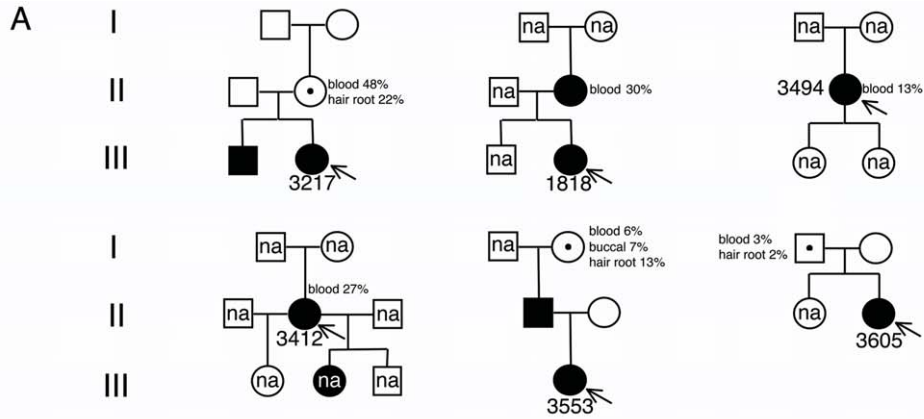 A
I
na na
na na
II
blood 48%
hair root 22%
na
blood 30%
3494
blood 13%
III
na
na na
3217
1818
I
na na
na
blood 6%
buccal 7%
hair root 13%
blood 3%
hair root 2%
blood 27%
II
na na
na
3412
3605
III
na na na
3553